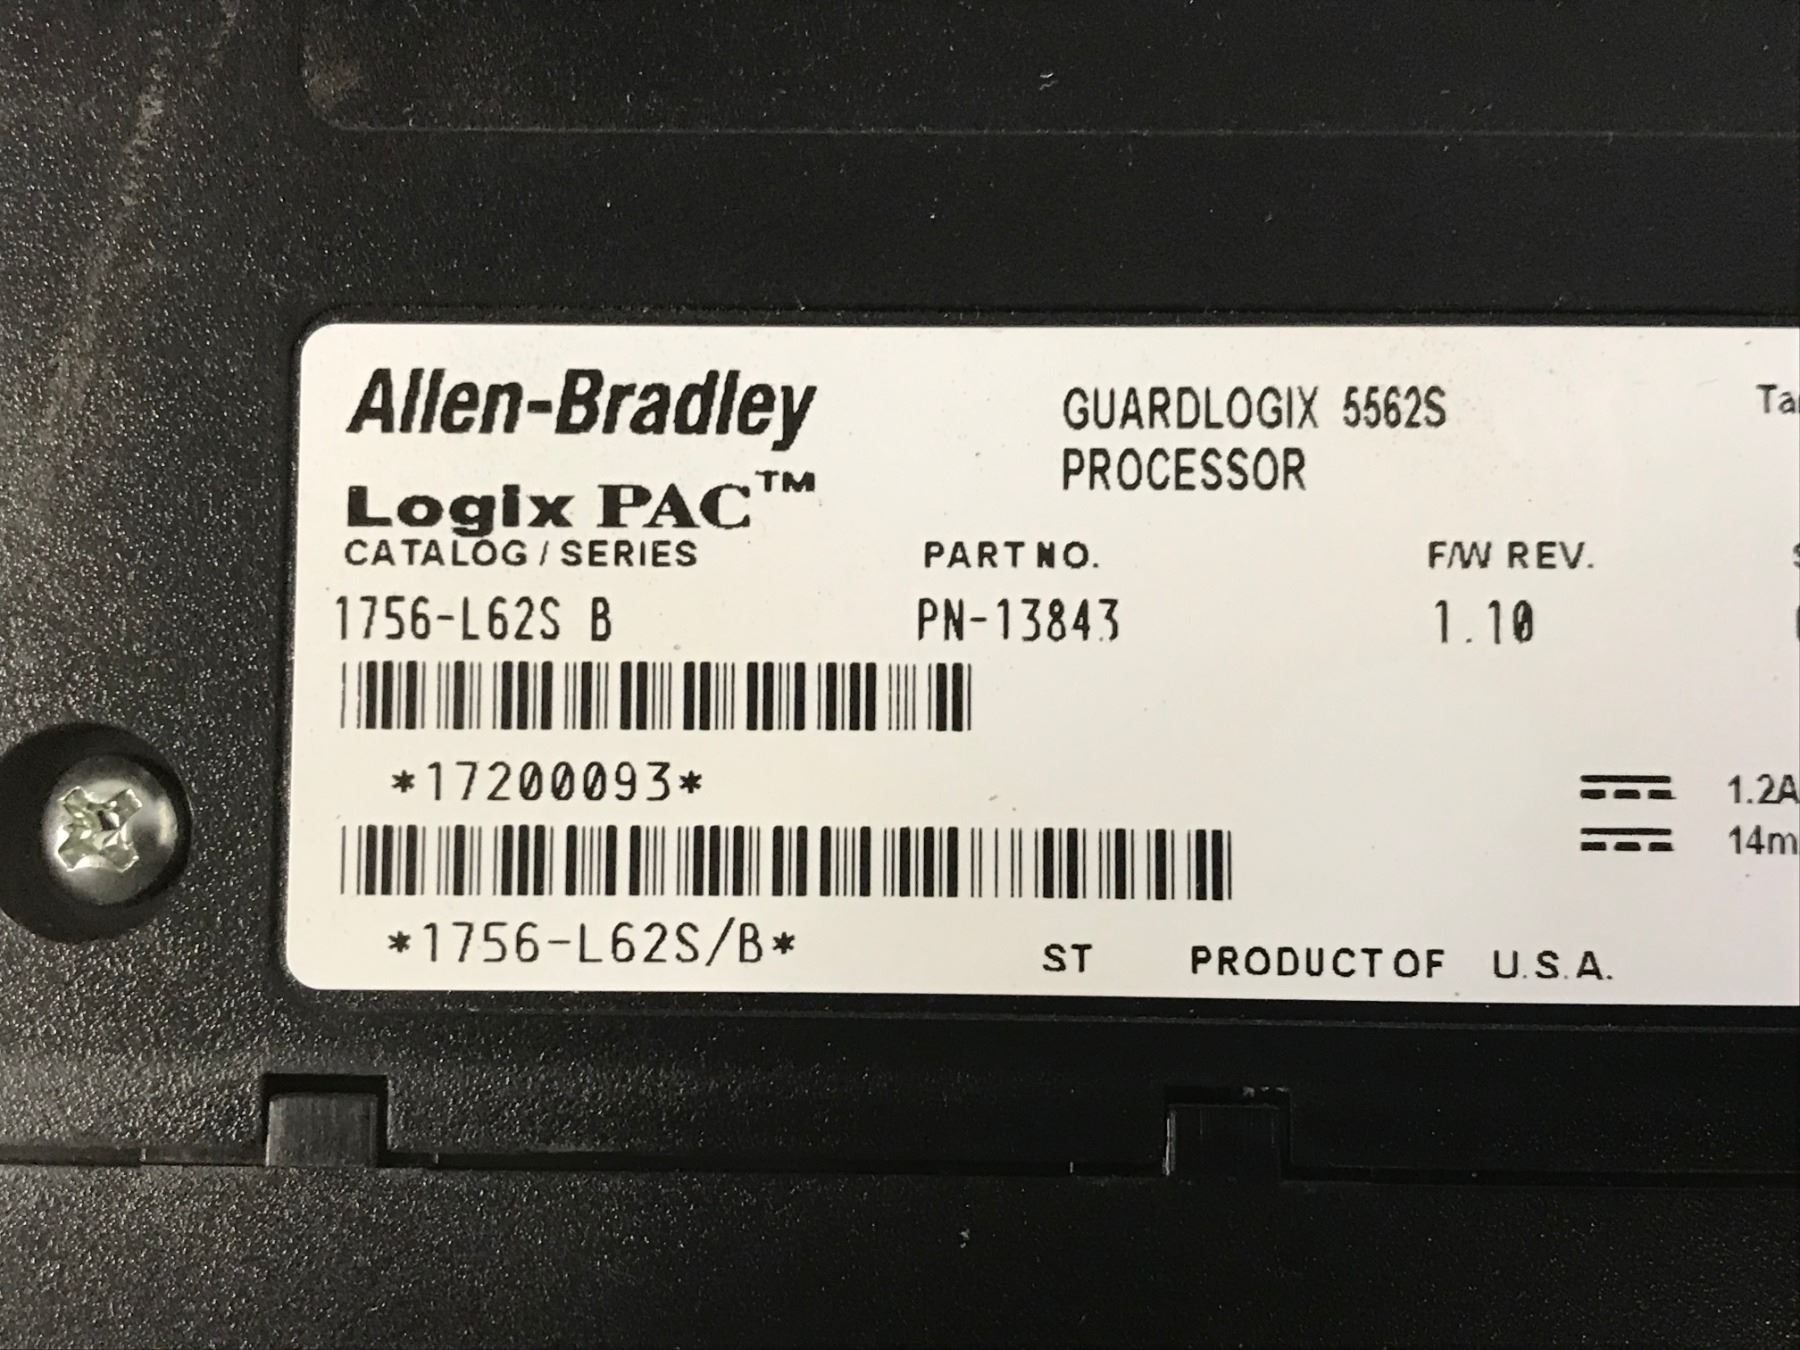 Allen-Bradley
Logix PAC™
GUARDLOGIX 5562S
PROCESSOR
CATALOG / SERIES PART NO. F/W REV.
1756-L62S B PN-13843 1.10
*17200093*
1.2A
14m
*1756-L62S/B*
ST PRODUCT OF U.S.A.